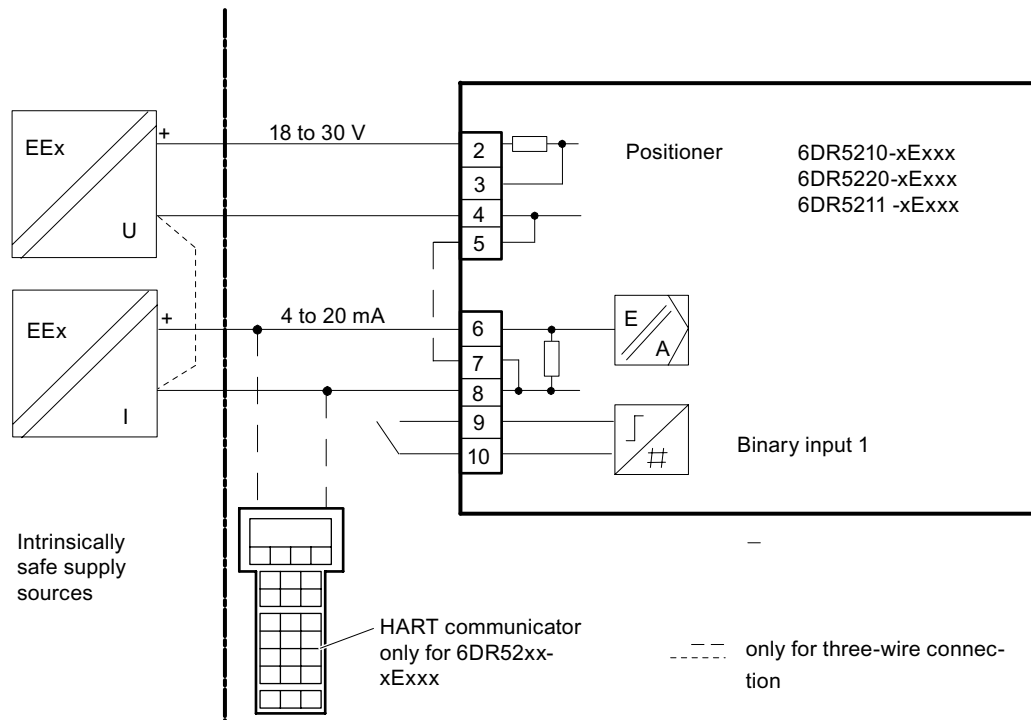 EEx
+
U
18 to 30 V
2
3
4
5
Positioner
6DR5210-xExxx
6DR5220-xExxx
6DR5211 -xExxx
EEx
+
I
4 to 20 mA
6
7
8
9
10
E
A
#
Binary input 1
Intrinsically
safe supply
sources
HART communicator
only for 6DR52xx-
xExxx
only for three-wire connec-
tion